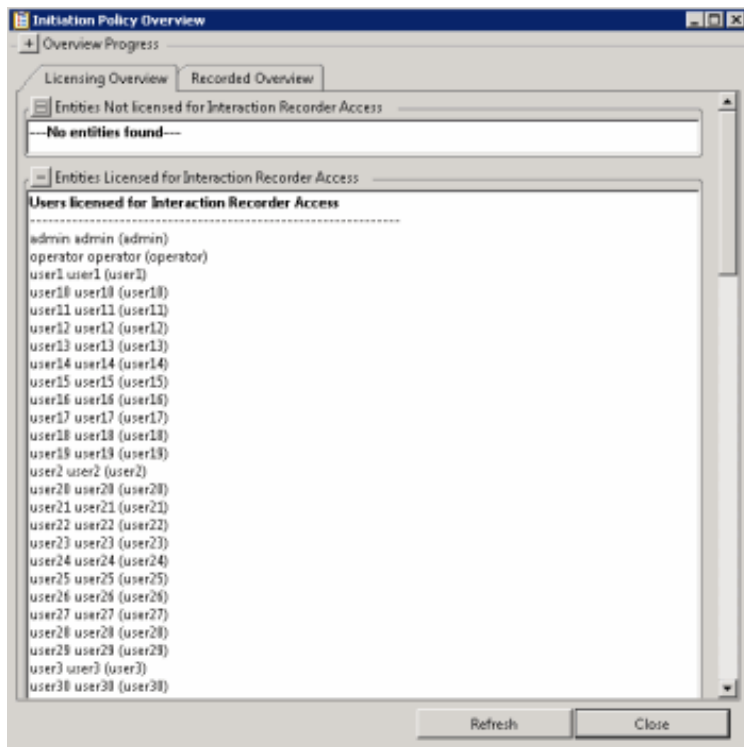 Initiation Policy Overview
Overview Progress
Licensing Overview Recorded Overview
Entities Not licensed for Interaction Recorder Access
---No entities found---
Entities Licensed for Interaction Recorder Access
Users licensed for Interaction Recorder Access
--------------------------------------------------------------------
admin admin (admin)
operator operator (operator)
user1 user1 (user1)
user10 user10 (user10)
user11 user11 (user11)
user12 user12 (user12)
user13 user13 (user13)
user14 user14 (user14)
user15 user15 (user15)
user16 user16 (user16)
user17 user17 (user17)
user18 user18 (user18)
user19 user19 (user19)
user2 user2 (user2)
user20 user20 (user20)
user21 user21 (user21)
user22 user22 (user22)
user23 user23 (user23)
user24 user24 (user24)
user25 user25 (user25)
user26 user26 (user26)
user27 user27 (user27)
user28 user28 (user28)
user29 user29 (user29)
user3 user3 (user3)
user30 user30 (user30)
Refresh Close